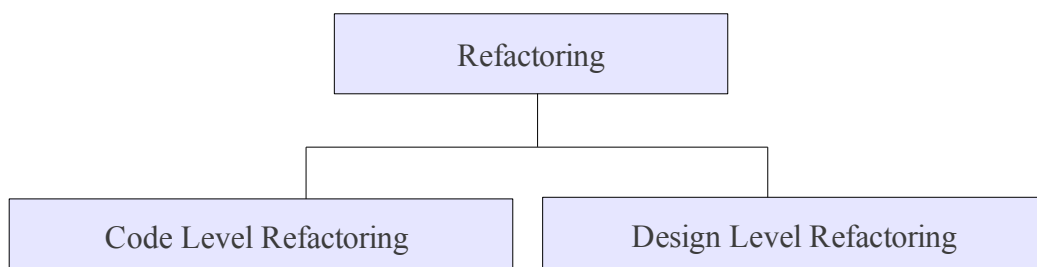 Refactoring
Code Level Refactoring
Design Level Refactoring